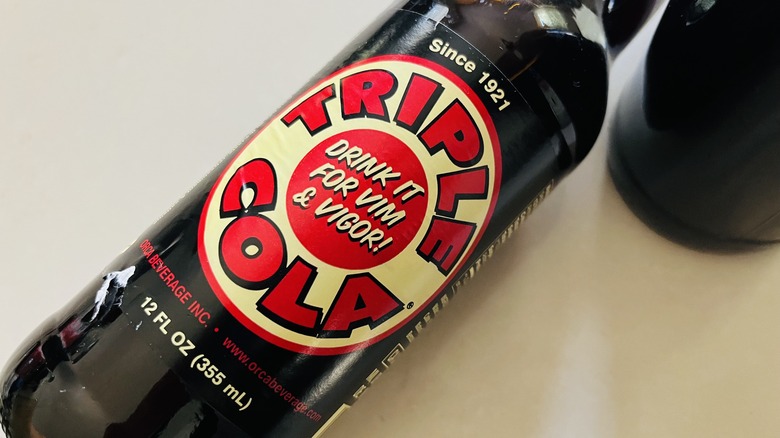 Since 1921
TRIPLE
COLA®
DRINK IT
FOR VIM
& VIGOR!
ORCA BEVERAGE INC. • www.orcabeverage.com
12 FL OZ (355 mL)